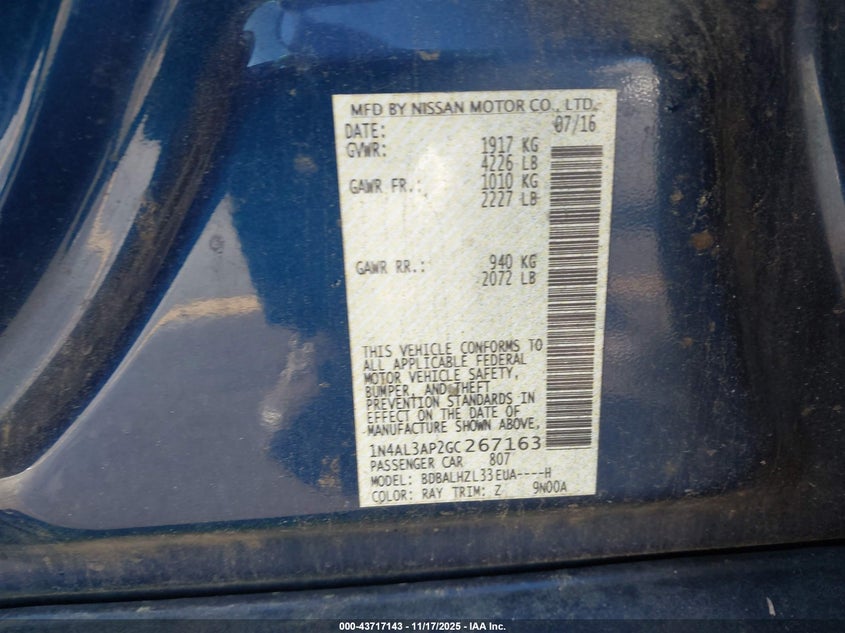 MFD BY NISSAN MOTOR CO., LTD.
DATE: 07/16
GVWR: 1917 KG
4226 LB
GAWR FR.: 1010 KG
2227 LB
GAWR RR.: 940 KG
2072 LB
THIS VEHICLE CONFORMS TO
ALL APPLICABLE FEDERAL
MOTOR VEHICLE SAFETY,
BUMPER, AND THEFT
PREVENTION STANDARDS IN
EFFECT ON THE DATE OF
MANUFACTURE SHOWN ABOVE.
1N4AL3AP2GC267163
PASSENGER CAR 807
MODEL: BDBALHZL33EUA----H
COLOR: RAY TRIM: Z 9N00A
000-43717143 - 11/17/2025 - IAA Inc.